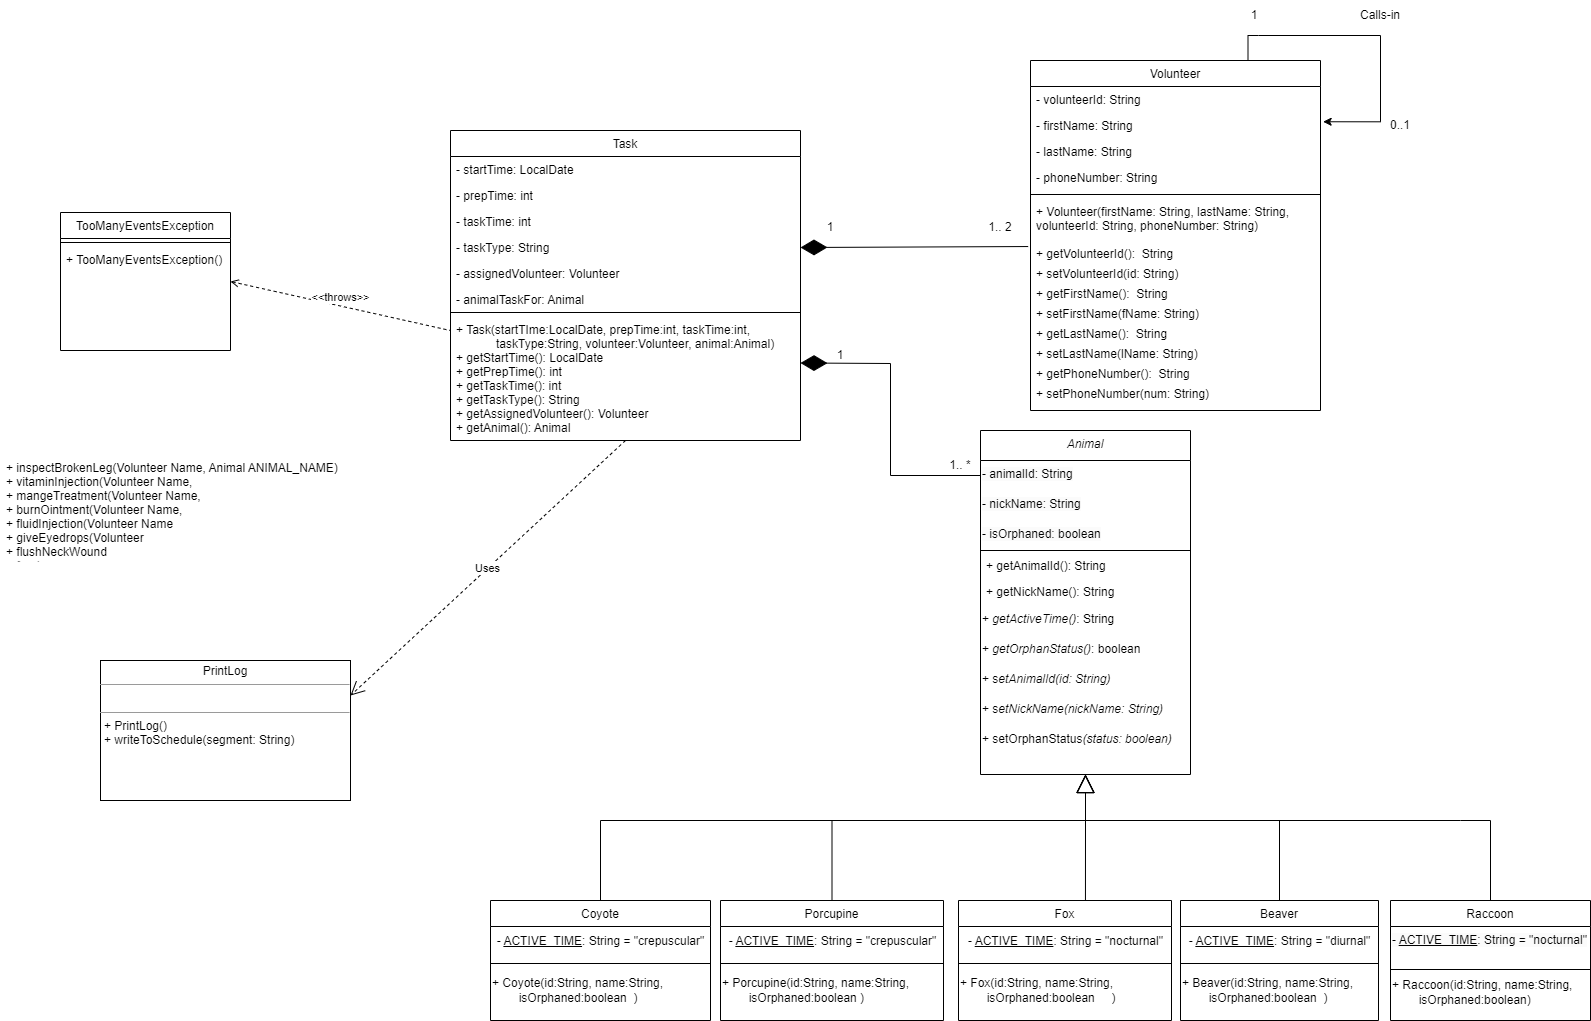 1
Calls-in
Volunteer
- volunteerId: String
- firstName: String
- lastName: String
- phoneNumber: String
0..1
+ Volunteer(firstName: String, lastName: String,
volunteerId: String, phoneNumber: String)
+ getVolunteerId():  String
+ setVolunteerId(id: String)
+ getFirstName():  String
+ setFirstName(fName: String)
+ getLastName():  String
+ setLastName(lName: String)
+ getPhoneNumber():  String
+ setPhoneNumber(num: String)
Task
- startTime: LocalDate
- prepTime: int
- taskTime: int
- taskType: String
- assignedVolunteer: Volunteer
- animalTaskFor: Animal
+ Task(startTIme:LocalDate, prepTime:int, taskTime:int,
taskType:String, volunteer:Volunteer, animal:Animal)
+ getStartTime(): LocalDate
+ getPrepTime(): int
+ getTaskTime(): int
+ getTaskType(): String
+ getAssignedVolunteer(): Volunteer
+ getAnimal(): Animal
1
1.. 2
1
1.. *
TooManyEventsException
+ TooManyEventsException()
<<throws>>
+ inspectBrokenLeg(Volunteer Name, Animal ANIMAL_NAME)
+ vitaminInjection(Volunteer Name,
+ mangeTreatment(Volunteer Name,
+ burnOintment(Volunteer Name,
+ fluidInjection(Volunteer Name
+ giveEyedrops(Volunteer
+ flushNeckWound
Uses
PrintLog
+ PrintLog()
+ writeToSchedule(segment: String)
Animal
- animalId: String
- nickName: String
- isOrphaned: boolean
+ getAnimalId(): String
+ getNickName(): String
+ getActiveTime(): String
+ getOrphanStatus(): boolean
+ setAnimalId(id: String)
+ setNickName(nickName: String)
+ setOrphanStatus(status: boolean)
Coyote
- ACTIVE_TIME: String = "crepuscular"
+ Coyote(id:String, name:String,
isOrphaned:boolean  )
Porcupine
- ACTIVE_TIME: String = "crepuscular"
+ Porcupine(id:String, name:String,
isOrphaned:boolean )
Fox
- ACTIVE_TIME: String = "nocturnal"
+ Fox(id:String, name:String,
isOrphaned:boolean     )
Beaver
- ACTIVE_TIME: String = "diurnal"
+ Beaver(id:String, name:String,
isOrphaned:boolean  )
Raccoon
- ACTIVE_TIME: String = "nocturnal"
+ Raccoon(id:String, name:String,
isOrphaned:boolean)